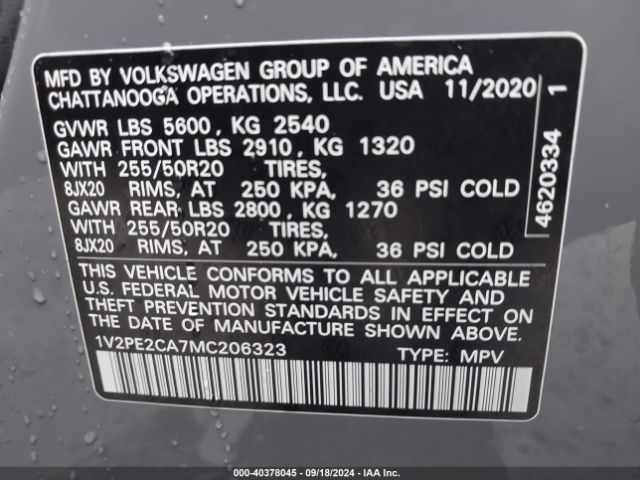 MFD BY VOLKSWAGEN GROUP OF AMERICA
CHATTANOOGA OPERATIONS, LLC. USA 11/2020
GVWR LBS 5600, KG 2540
GAWR FRONT LBS 2910, KG 1320
WITH 255/50R20 TIRES,
8JX20 RIMS, AT 250 KPA, 36 PSI COLD
GAWR REAR LBS 2800, KG 1270
WITH 255/50R20 TIRES,
8JX20 RIMS, AT 250 KPA, 36 PSI COLD
THIS VEHICLE CONFORMS TO ALL APPLICABLE
U.S. FEDERAL MOTOR VEHICLE SAFETY AND
THEFT PREVENTION STANDARDS IN EFFECT ON
THE DATE OF MANUFACTURE SHOWN ABOVE.
1V2PE2CA7MC206323 TYPE: MPV
4620334 1
000-40378045 - 09/18/2024 - IAA Inc.